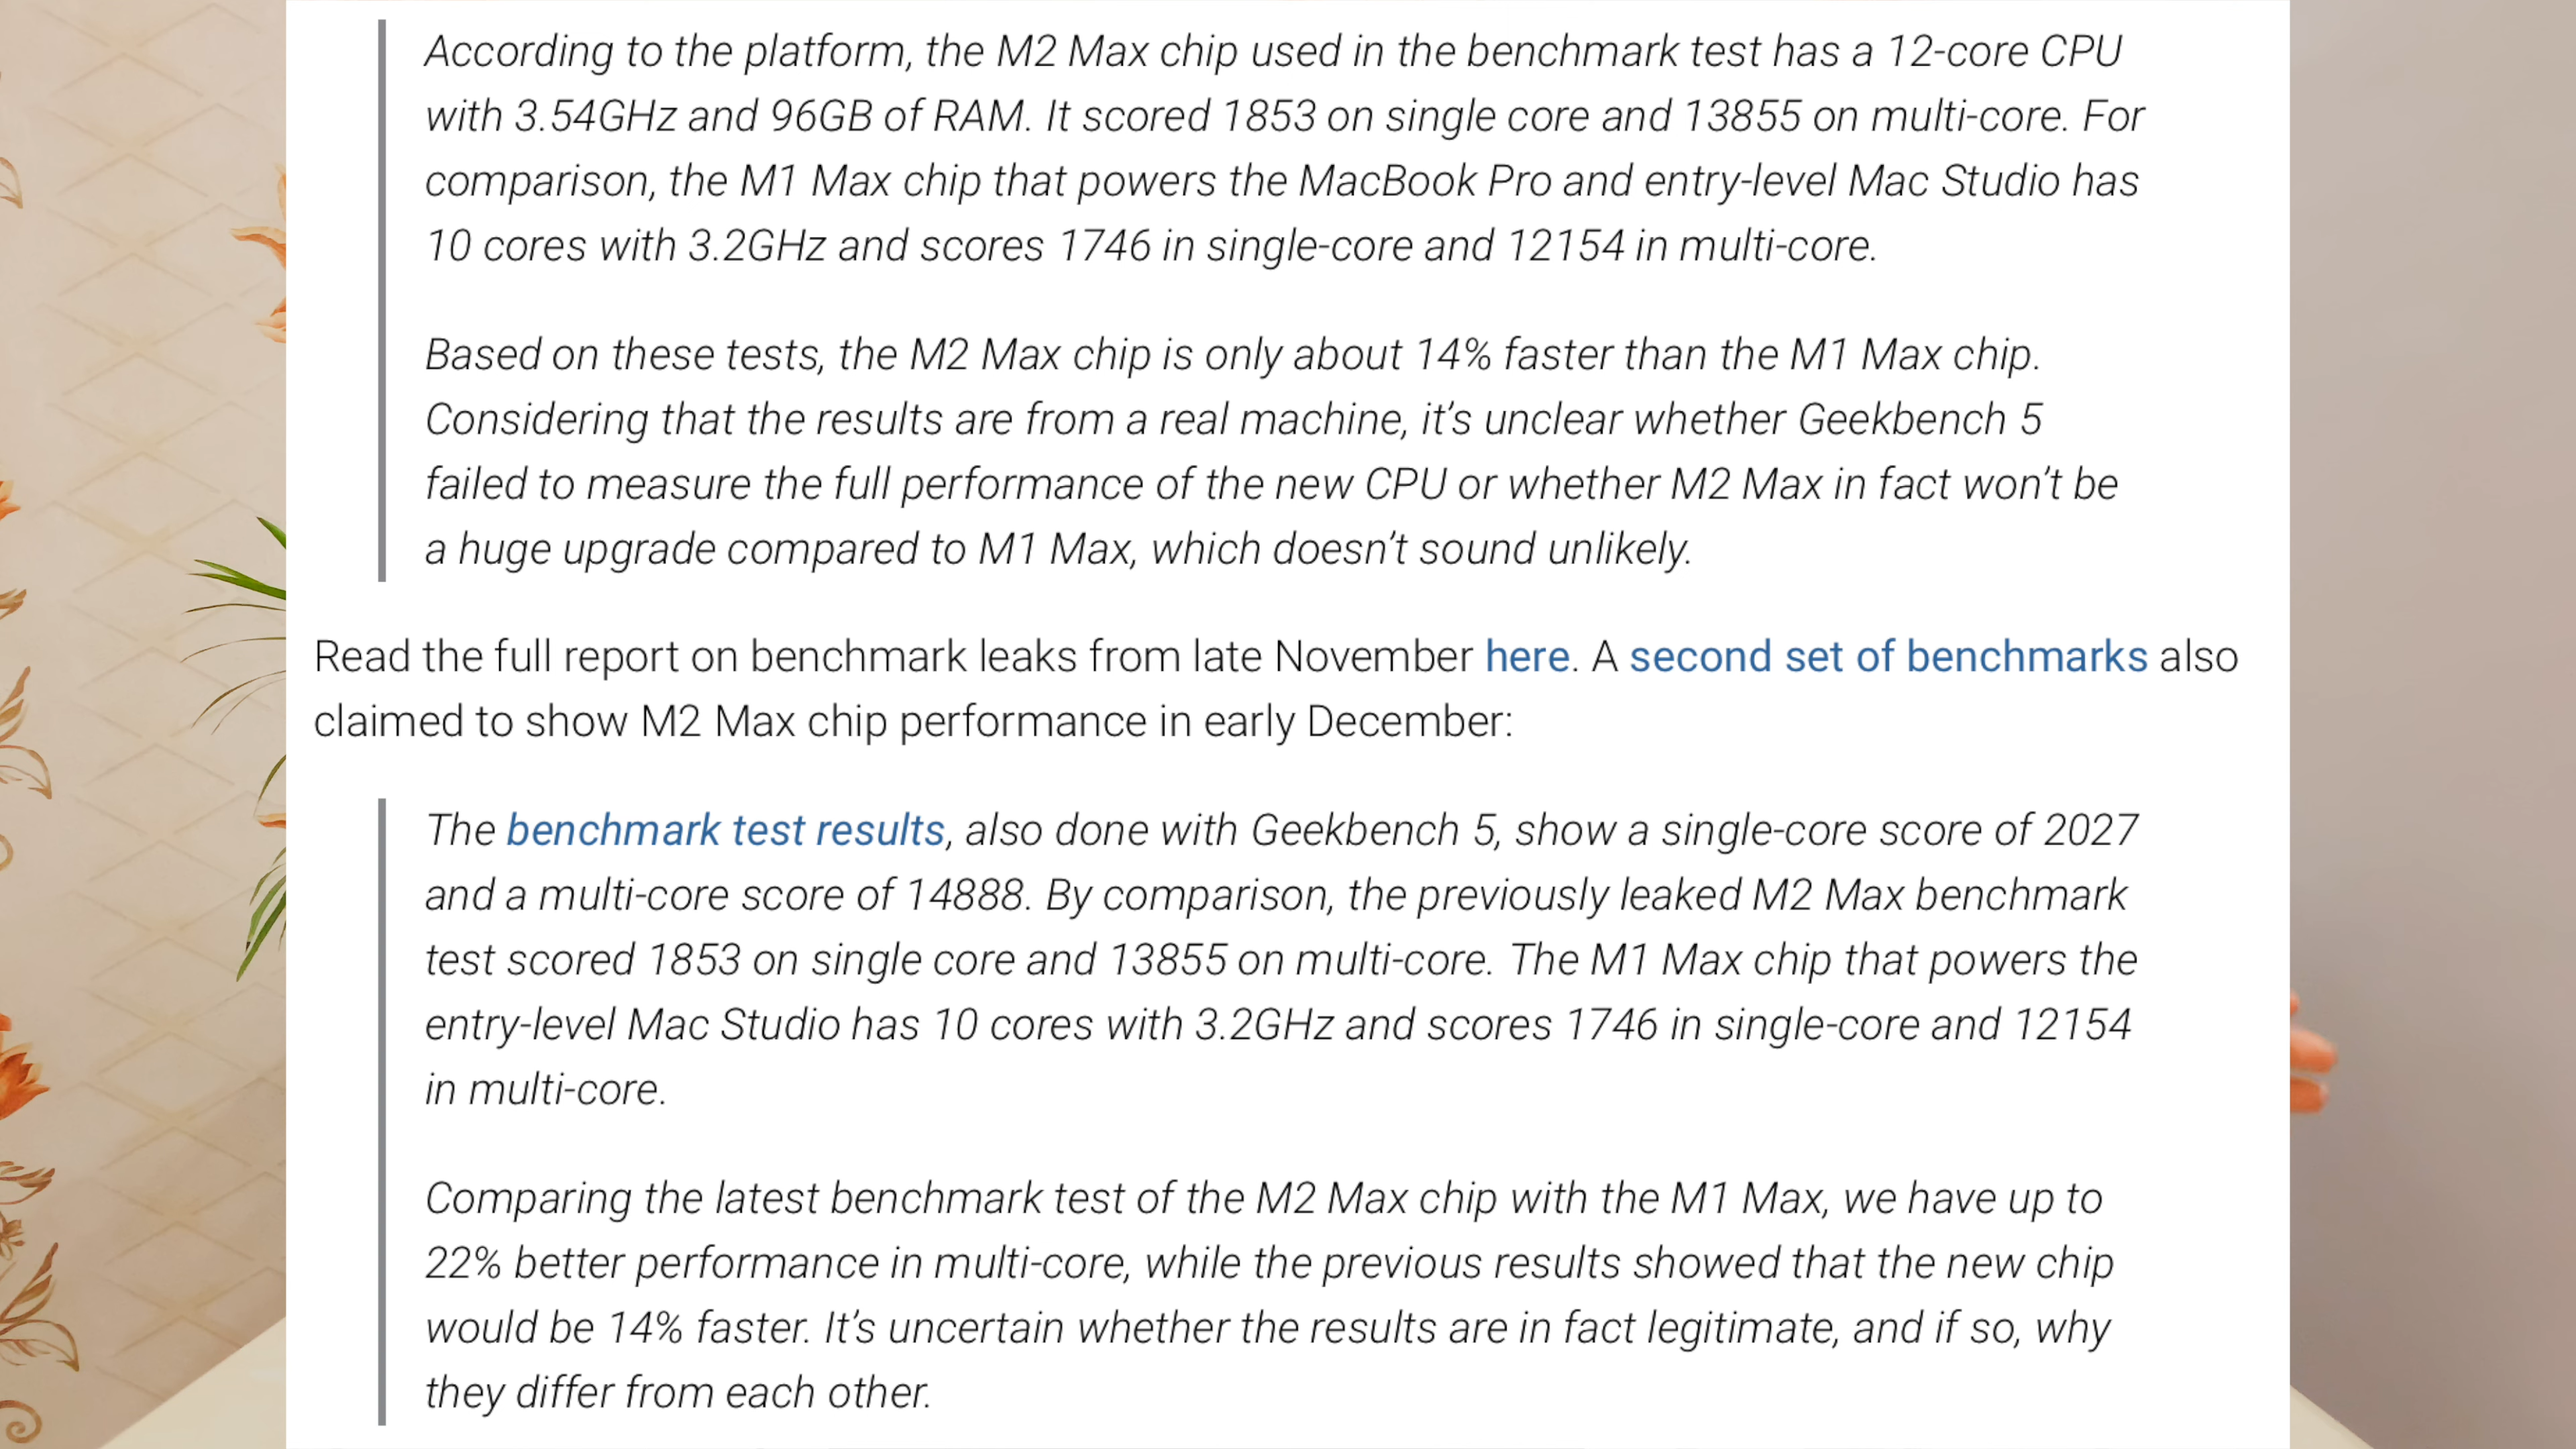 According to the platform, the M2 Max chip used in the benchmark test has a 12-core CPU
with 3.54GHz and 96GB of RAM. It scored 1853 on single core and 13855 on multi-core. For
comparison, the M1 Max chip that powers the MacBook Pro and entry-level Mac Studio has
10 cores with 3.2GHz and scores 1746 in single-core and 12154 in multi-core.
Based on these tests, the M2 Max chip is only about 14% faster than the M1 Max chip.
Considering that the results are from a real machine, it's unclear whether Geekbench 5
failed to measure the full performance of the new CPU or whether M2 Max in fact won't be
a huge upgrade compared to M1 Max, which doesn't sound unlikely.
Read the full report on benchmark leaks from late November here. A second set of benchmarks also
claimed to show M2 Max chip performance in early December:
The benchmark test results, also done with Geekbench 5, show a single-core score of 2027
and a multi-core score of 14888. By comparison, the previously leaked M2 Max benchmark
test scored 1853 on single core and 13855 on multi-core. The M1 Max chip that powers the
entry-level Mac Studio has 10 cores with 3.2GHz and scores 1746 in single-core and 12154
in multi-core.
Comparing the latest benchmark test of the M2 Max chip with the M1 Max, we have up to
22% better performance in multi-core, while the previous results showed that the new chip
would be 14% faster. It's uncertain whether the results are in fact legitimate, and if so, why
they differ from each other.